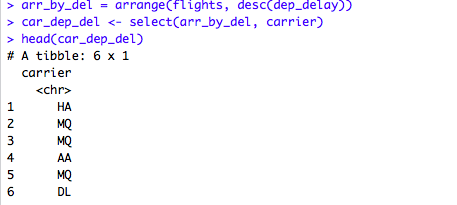 > arr_by_del = arrange(flights, desc(dep_delay))
> car_dep_del <- select(arr_by_del, carrier)
> head(car_dep_del)
# A tibble: 6 x 1
  carrier
    <chr>
1      HA
2      MQ
3      MQ
4      AA
5      MQ
6      DL